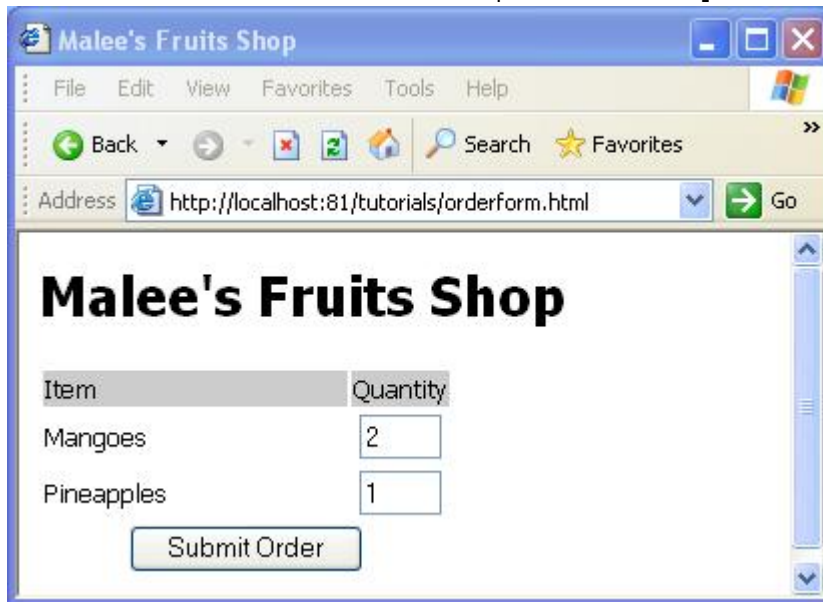 Malee's Fruits Shop
File Edit View Favorites Tools Help
Back Search Favorites »
Address http://localhost:81/tutorials/orderform.html Go
Malee's Fruits Shop
Item Quantity
Mangoes 2
Pineapples 1
Submit Order